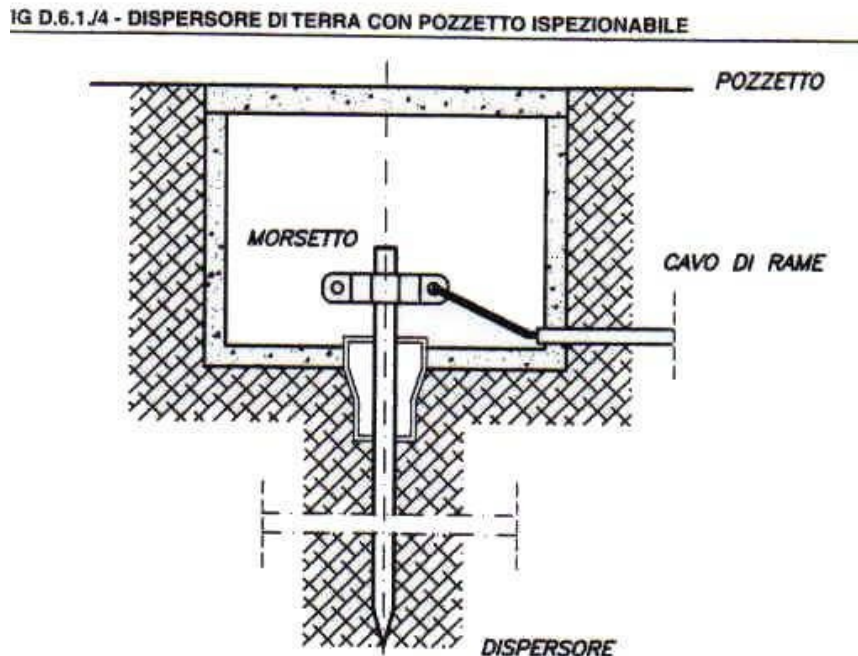 IG D.6.1./4 - DISPERSORE DI TERRA CON POZZETTO ISPEZIONABILE
POZZETTO
MORSETTO
CAVO DI RAME
DISPERSORE